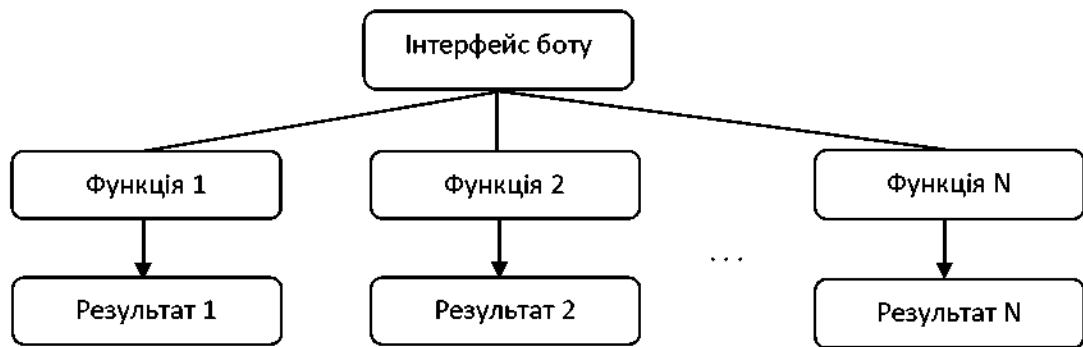 Інтерфейс боту
Функція 1
Функція 2
Функція N
...
Результат 1
Результат 2
Результат N